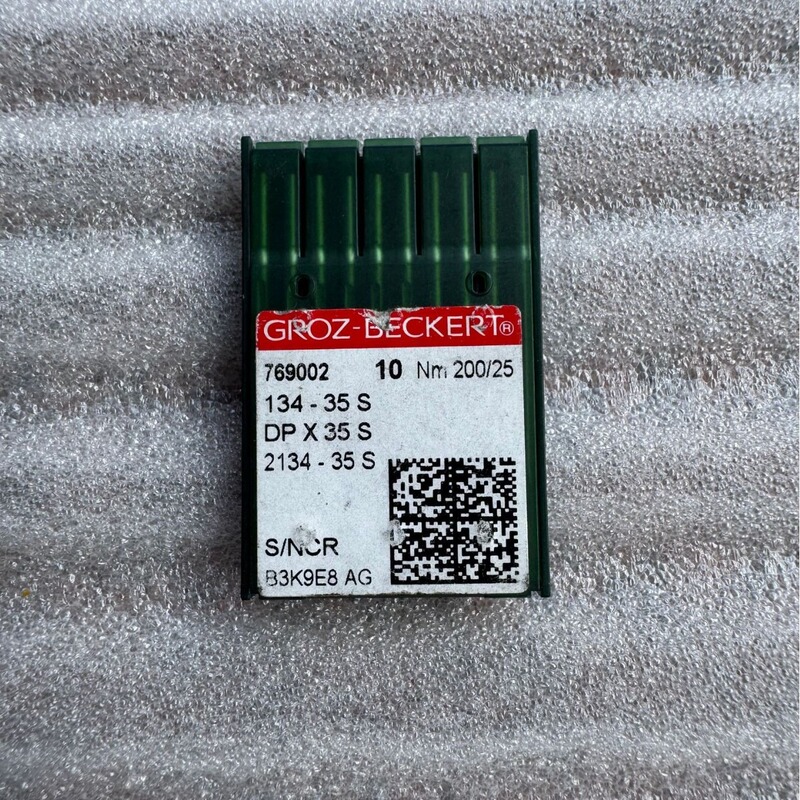 GROZ-BECKERT®
769002 10 Nm 200/25
134 - 35 S
DP X 35 S
2134 - 35 S
S/NCR
B3K9E8 AG